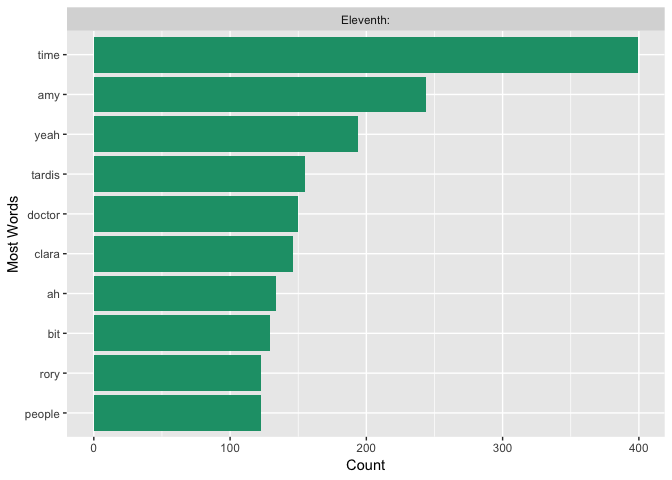 Eleventh:
time
amy
yeah
tardis
doctor
clara
ah
bit
rory
people
Most Words
0 100 200 300 400
Count